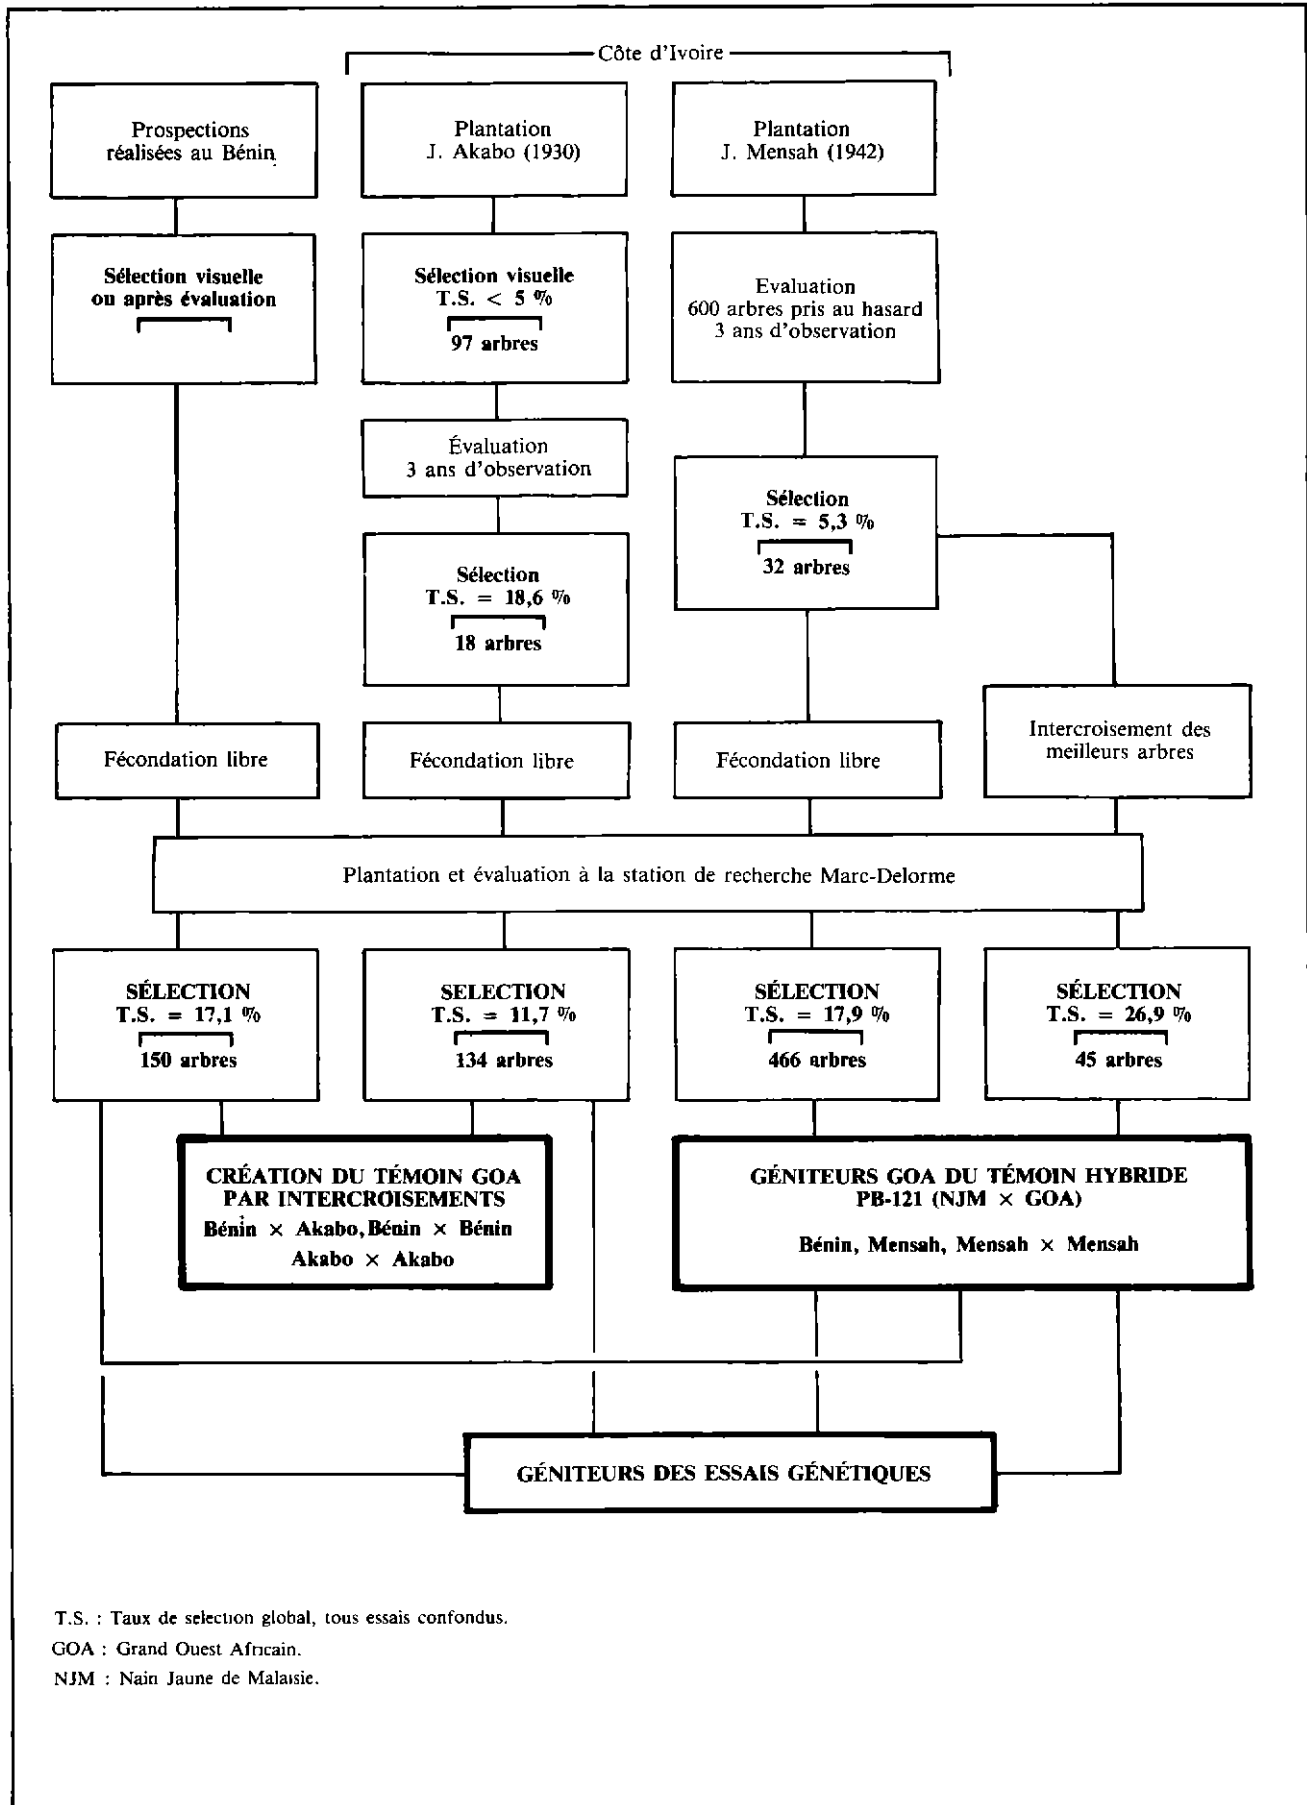 Côte d'Ivoire
Prospections
réalisées au Bénin
Plantation
J. Akabo (1930)
Plantation
J. Mensah (1942)
Sélection visuelle
ou après évaluation
Sélection visuelle
T.S. < 5 %
97 arbres
Evaluation
600 arbres pris au hasard
3 ans d'observation
Évaluation
3 ans d'observation
Sélection
T.S. = 5,3 %
32 arbres
Sélection
T.S. = 18,6 %
18 arbres
Fécondation libre
Fécondation libre
Fécondation libre
Intercroisement des
meilleurs arbres
Plantation et évaluation à la station de recherche Marc-Delorme
SÉLECTION
T.S. = 17,1 %
150 arbres
SELECTION
T.S. = 11,7 %
134 arbres
SÉLECTION
T.S. = 17,9 %
466 arbres
SÉLECTION
T.S. = 26,9 %
45 arbres
CRÉATION DU TÉMOIN GOA
PAR INTERCROISEMENTS
Bénin × Akabo, Bénin × Bénin
Akabo × Akabo
GÉNITEURS GOA DU TÉMOIN HYBRIDE
PB-121 (NJM × GOA)
Bénin, Mensah, Mensah × Mensah
GÉNITEURS DES ESSAIS GÉNÉTIQUES
T.S. : Taux de selection global, tous essais confondus.
GOA : Grand Ouest Africain.
NJM : Nain Jaune de Malaisie.